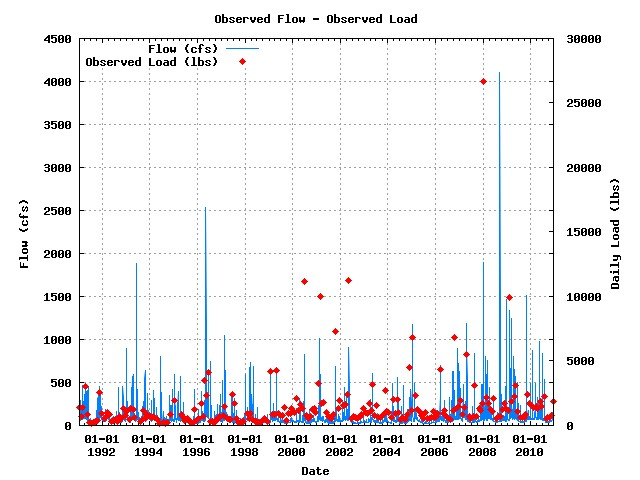 Observed Flow - Observed Load
Flow (cfs)
Observed Load (lbs)
4500
4000
3500
3000
2500
2000
1500
1000
500
0
Flow (cfs)
30000
25000
20000
15000
10000
5000
0
Daily Load (lbs)
01-01 01-01 01-01 01-01 01-01 01-01 01-01 01-01 01-01 01-01
1992 1994 1996 1998 2000 2002 2004 2006 2008 2010
Date